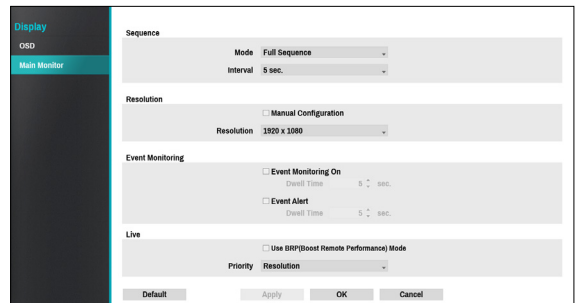 Display
OSD
Main Monitor
Sequence
Mode Full Sequence
Interval 5 sec.
Resolution
Manual Configuration
Resolution 1920 x 1080
Event Monitoring
Event Monitoring On
Dwell Time 5 sec.
Event Alert
Dwell Time 5 sec.
Live
Use BRP(Boost Remote Performance) Mode
Priority Resolution
Default Apply OK Cancel